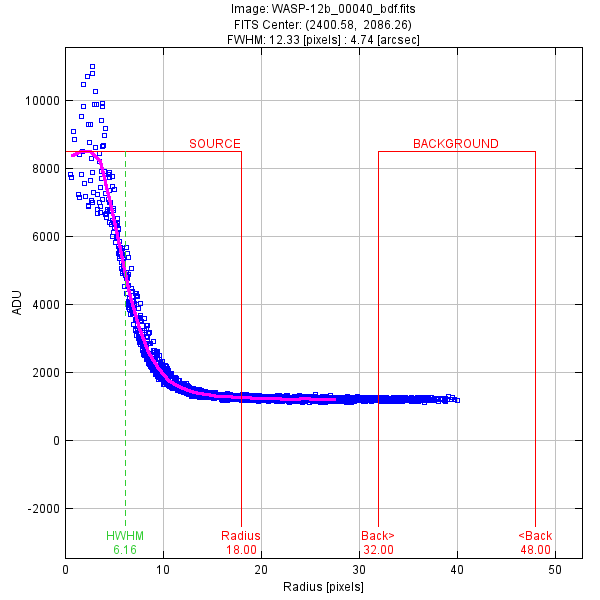 Image: WASP-12b_00040_bdf.fits
FITS Center: (2400.58, 2086.26)
FWHM: 12.33 [pixels] : 4.74 [arcsec]
SOURCE
BACKGROUND
10000
8000
6000
4000
2000
0
-2000
ADU
HWHM
6.16
Radius
18.00
Back>
32.00
<Back
48.00
0 10 20 30 40 50
Radius [pixels]